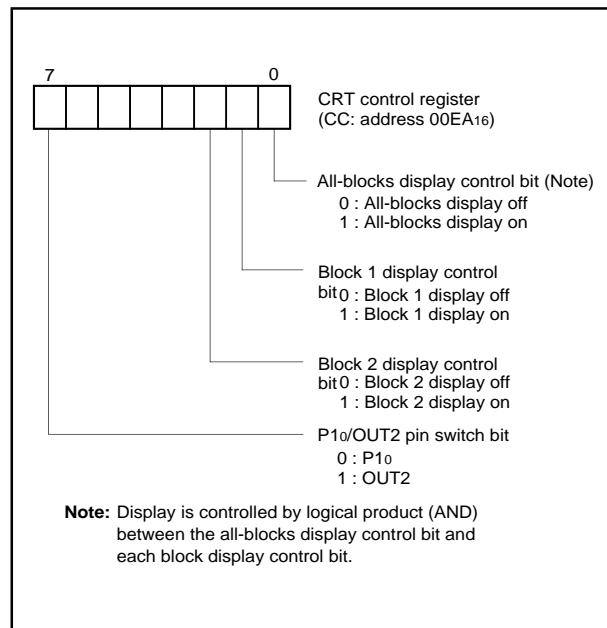 7 0
CRT control register
(CC: address 00EA16)
All-blocks display control bit (Note)
0 : All-blocks display off
1 : All-blocks display on
Block 1 display control
bit 0 : Block 1 display off
1 : Block 1 display on
Block 2 display control
bit 0 : Block 2 display off
1 : Block 2 display on
P10/OUT2 pin switch bit
0 : P10
1 : OUT2
Note: Display is controlled by logical product (AND)
between the all-blocks display control bit and
each block display control bit.